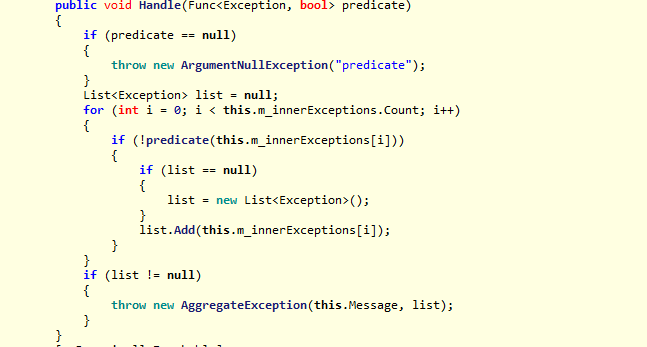 public void Handle(Func<Exception, bool> predicate)
{
if (predicate == null)
{
throw new ArgumentNullException("predicate");
}
List<Exception> list = null;
for (int i = 0; i < this.m_innerExceptions.Count; i++)
{
if (!predicate(this.m_innerExceptions[i]))
{
if (list == null)
{
list = new List<Exception>();
}
list.Add(this.m_innerExceptions[i]);
}
}
if (list != null)
{
throw new AggregateException(this.Message, list);
}
}